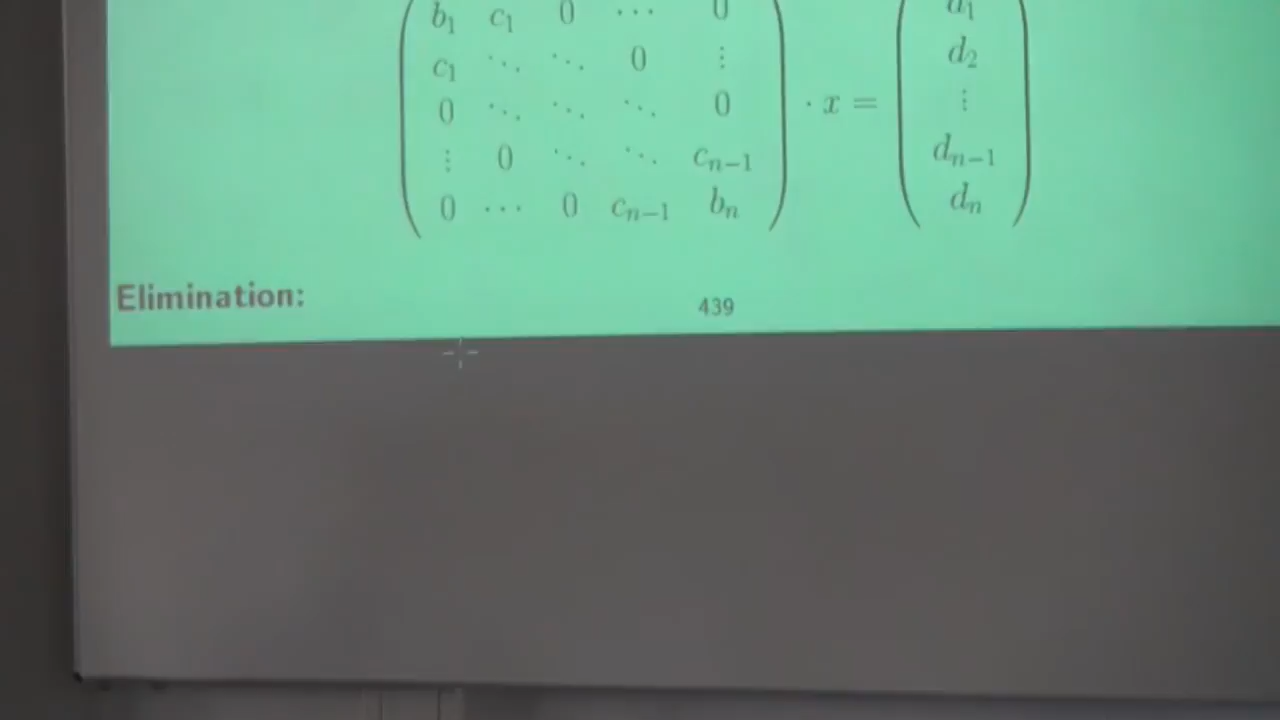 b₁ c₁ 0 ⋯ 0 d₁
c₁ ⋱ ⋱ 0 ⋮ d₂
0 ⋱ ⋱ ⋱ 0 · x = ⋮
⋮ 0 ⋱ ⋱ cₙ₋₁ dₙ₋₁
0 ⋯ 0 cₙ₋₁ bₙ dₙ
Elimination:
439